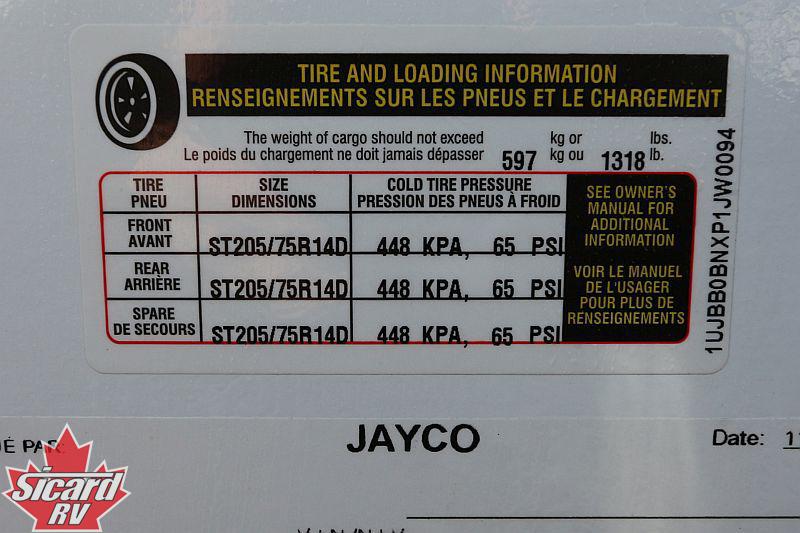 TIRE AND LOADING INFORMATION
RENSEIGNEMENTS SUR LES PNEUS ET LE CHARGEMENT
The weight of cargo should not exceed kg or lbs.
Le poids du chargement ne doit jamais dépasser 597 kg ou 1318 lb.
TIRE SIZE COLD TIRE PRESSURE
PNEU DIMENSIONS PRESSION DES PNEUS À FROID
FRONT
AVANT ST205/75R14D 448 KPA, 65 PSI
REAR
ARRIÈRE ST205/75R14D 448 KPA, 65 PSI
SPARE
DE SECOURS ST205/75R14D 448 KPA, 65 PSI
SEE OWNER'S
MANUAL FOR
ADDITIONAL
INFORMATION
VOIR LE MANUEL
DE L'USAGER
POUR PLUS DE
RENSEIGNEMENTS
1UJBB0BNXP1JW0094
PAR: JAYCO Date: 11
Sicard
RV